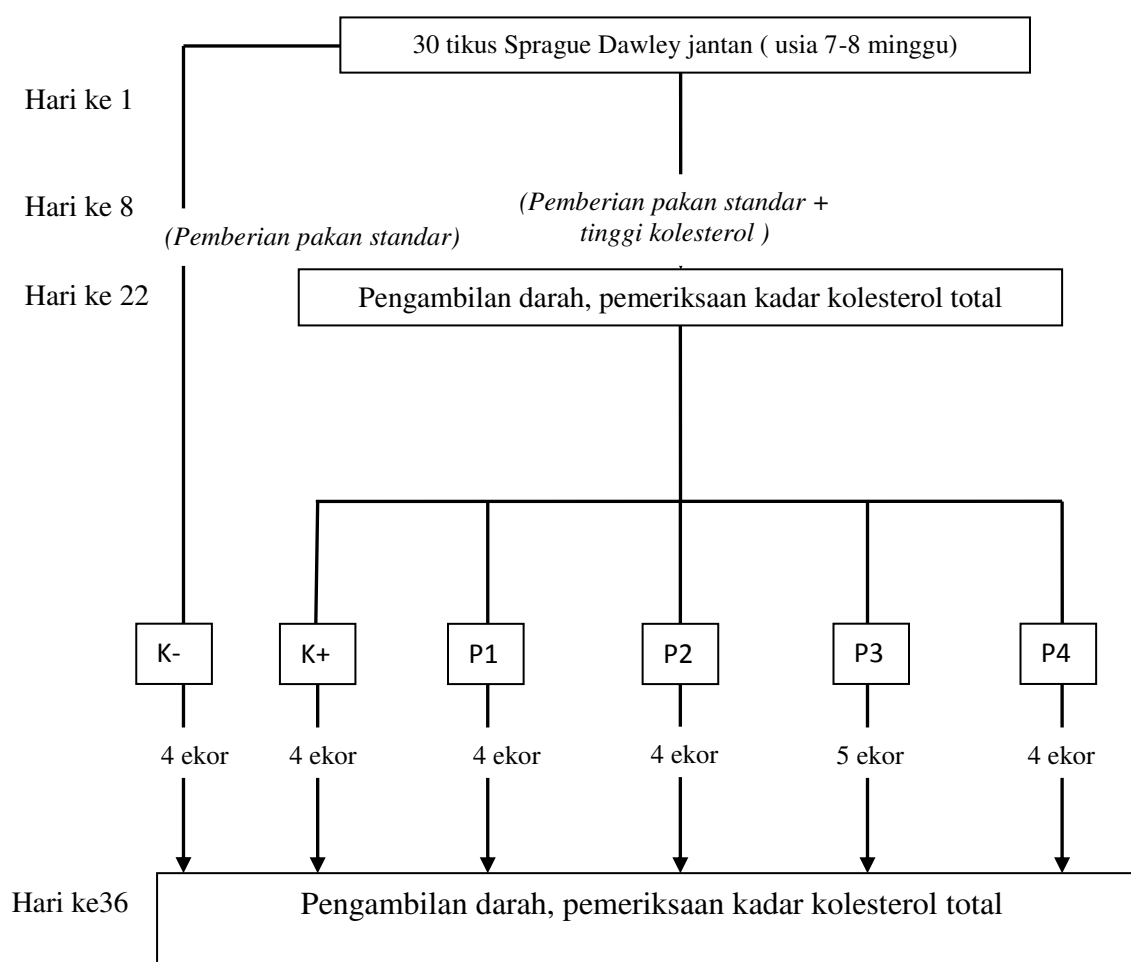 30 tikus Sprague Dawley jantan ( usia 7-8 minggu)
Hari ke 1
Hari ke 8
(Pemberian pakan standar)
(Pemberian pakan standar +
tinggi kolesterol )
Hari ke 22
Pengambilan darah, pemeriksaan kadar kolesterol total
K-
K+
P1
P2
P3
P4
4 ekor
4 ekor
4 ekor
4 ekor
5 ekor
4 ekor
Hari ke36
Pengambilan darah, pemeriksaan kadar kolesterol total